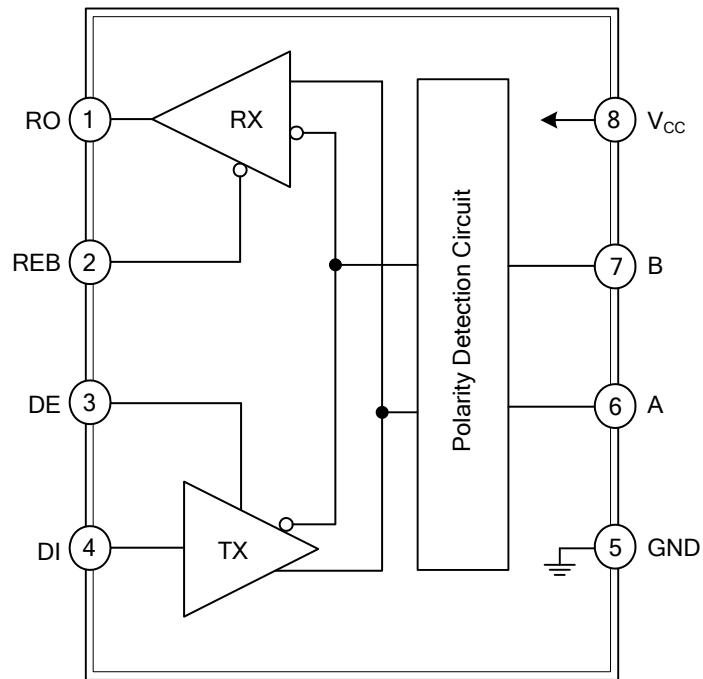 RO 1
RX
8 VCC
REB 2
7 B
Polarity Detection Circuit
DE 3
6 A
DI 4
TX
5 GND